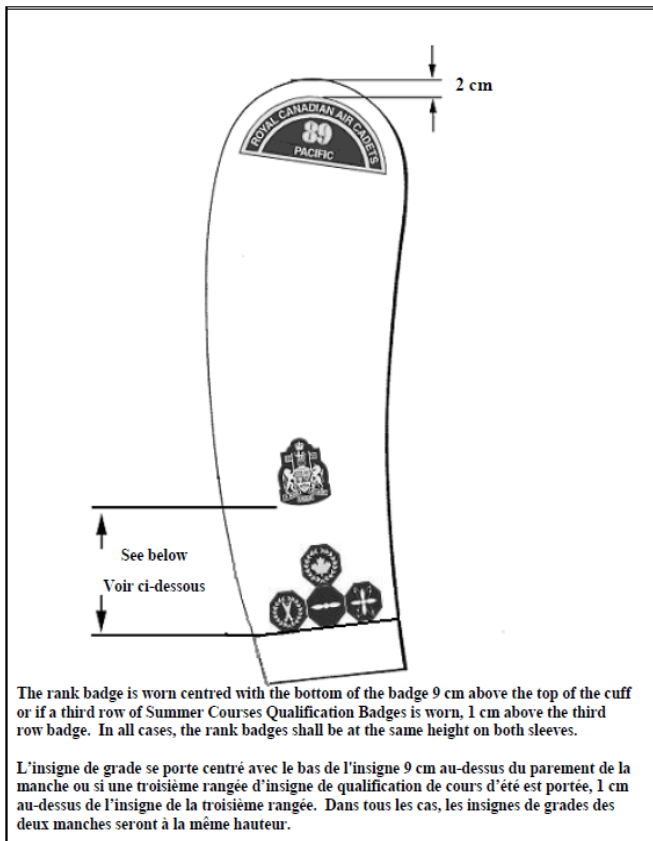 2 cm
ROYAL CANADIAN AIR CADETS
89
PACIFIC
See below
Voir ci-dessous
The rank badge is worn centred with the bottom of the badge 9 cm above the top of the cuff
or if a third row of Summer Courses Qualification Badges is worn, 1 cm above the third
row badge. In all cases, the rank badges shall be at the same height on both sleeves.
L'insigne de grade se porte centré avec le bas de l'insigne 9 cm au-dessus du parement de la
manche ou si une troisième rangée d'insigne de qualification de cours d'été est portée, 1 cm
au-dessus de l'insigne de la troisième rangée. Dans tous les cas, les insignes de grades des
deux manches seront à la même hauteur.